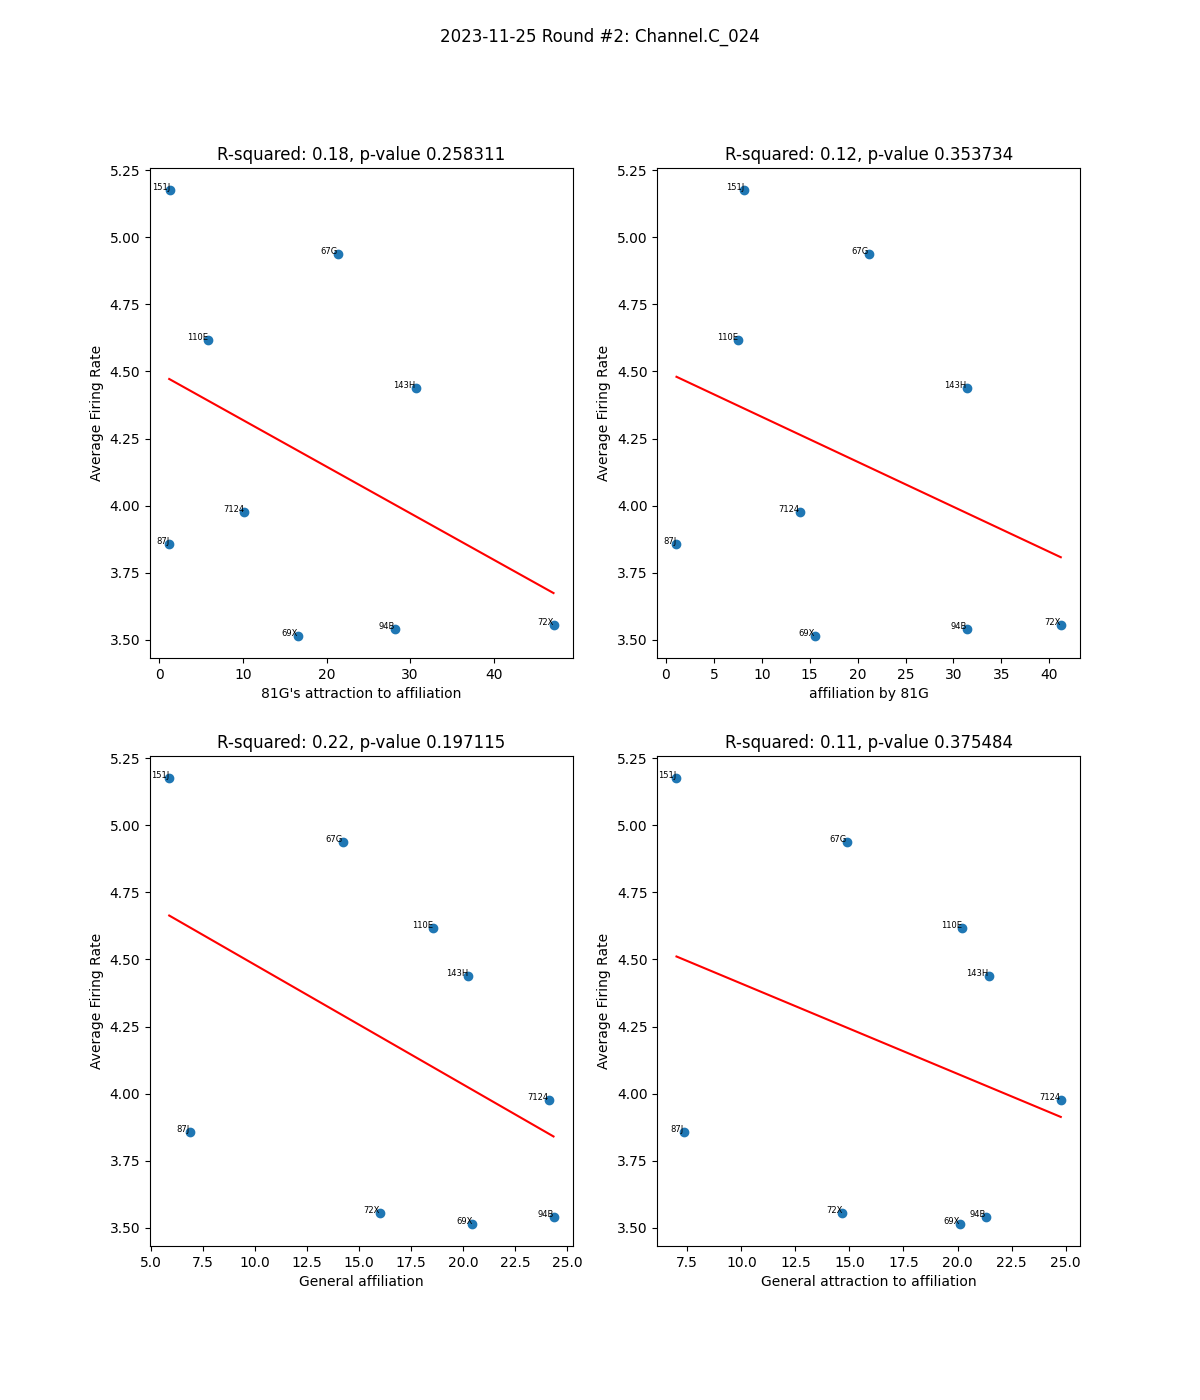 2023-11-25 Round #2: Channel.C_024
R-squared: 0.18, p-value 0.258311
5.25
5.00
4.75
4.50
4.25
4.00
3.75
3.50
Average Firing Rate
151J
67G
110E
143H
7124
87J
69X
94B
72X
0 10 20 30 40
81G's attraction to affiliation
R-squared: 0.12, p-value 0.353734
5.25
5.00
4.75
4.50
4.25
4.00
3.75
3.50
Average Firing Rate
151J
67G
110E
143H
7124
87J
69X
94B
72X
0 5 10 15 20 25 30 35 40
affiliation by 81G
R-squared: 0.22, p-value 0.197115
5.25
5.00
4.75
4.50
4.25
4.00
3.75
3.50
Average Firing Rate
151J
67G
110E
143H
7124
87J
72X
69X
94B
5.0 7.5 10.0 12.5 15.0 17.5 20.0 22.5 25.0
General affiliation
R-squared: 0.11, p-value 0.375484
5.25
5.00
4.75
4.50
4.25
4.00
3.75
3.50
Average Firing Rate
151J
67G
110E
143H
7124
87J
72X
69X
94B
7.5 10.0 12.5 15.0 17.5 20.0 22.5 25.0
General attraction to affiliation